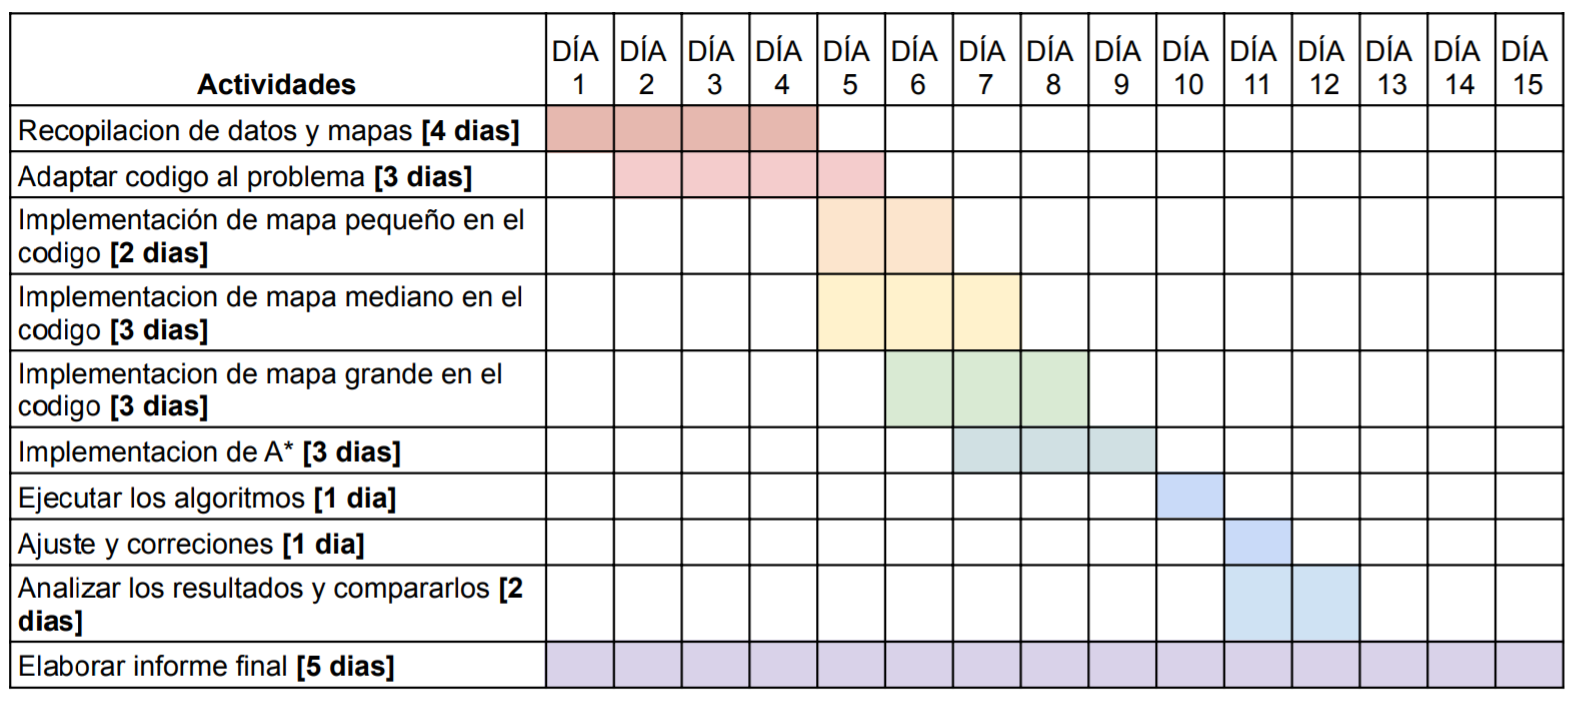 Actividades DÍA 1 DÍA 2 DÍA 3 DÍA 4 DÍA 5 DÍA 6 DÍA 7 DÍA 8 DÍA 9 DÍA 10 DÍA 11 DÍA 12 DÍA 13 DÍA 14 DÍA 15
Recopilacion de datos y mapas [4 dias]
Adaptar codigo al problema [3 dias]
Implementación de mapa pequeño en el
codigo [2 dias]
Implementacion de mapa mediano en el
codigo [3 dias]
Implementacion de mapa grande en el
codigo [3 dias]
Implementacion de A* [3 dias]
Ejecutar los algoritmos [1 dia]
Ajuste y correciones [1 dia]
Analizar los resultados y compararlos [2
dias]
Elaborar informe final [5 dias]